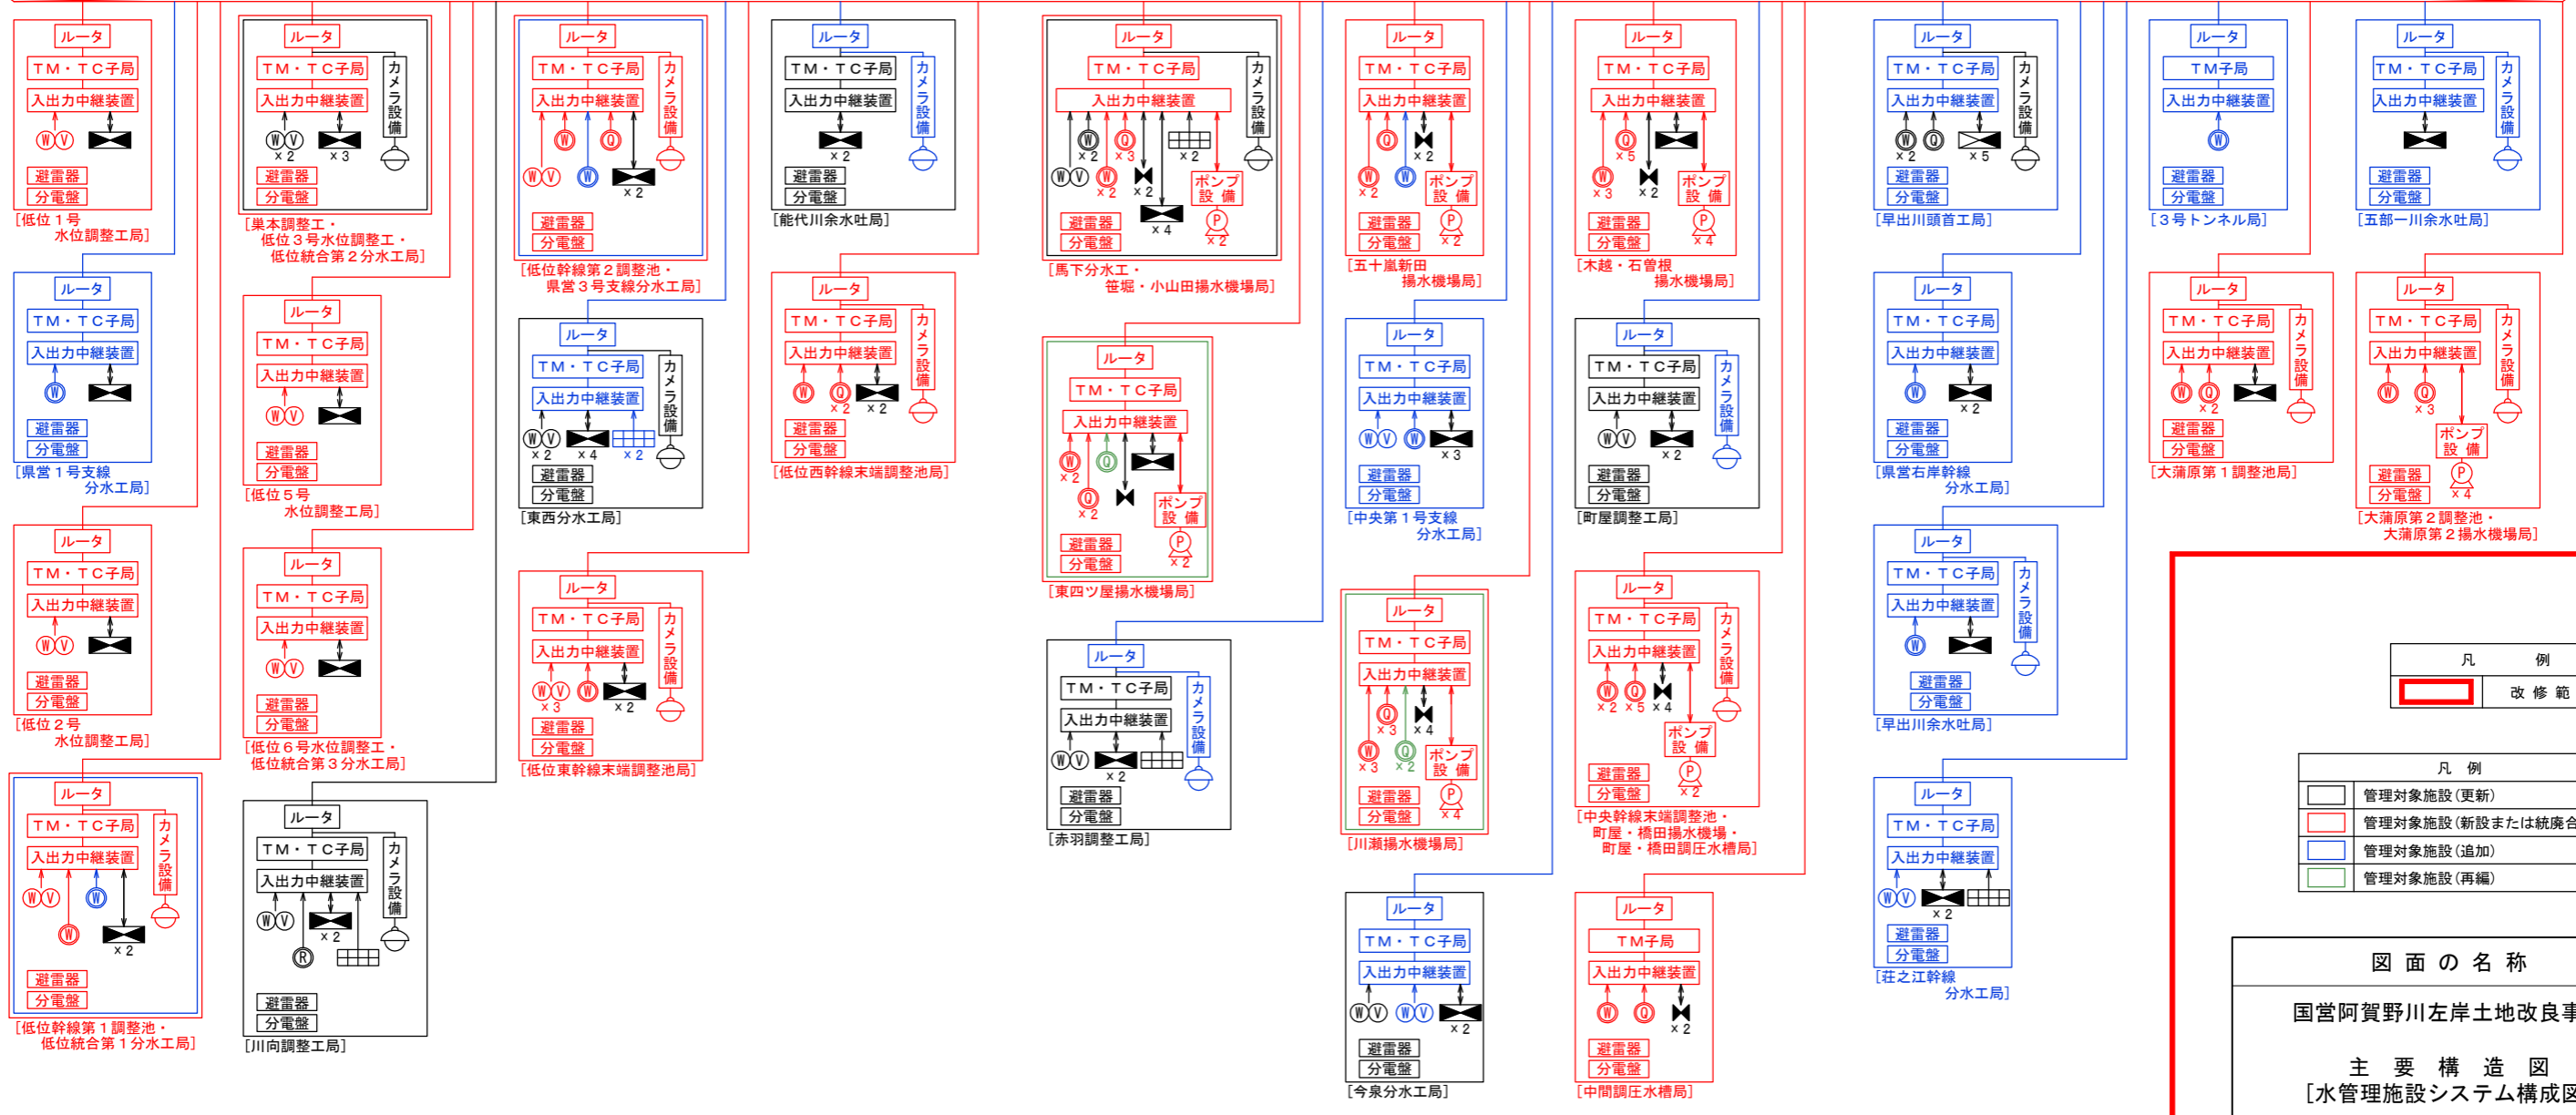 ルータ
TM・TC子局
入出力中継装置
W V
避雷器
分電盤
[低位1号
水位調整工局]
ルータ
TM・TC子局
入出力中継装置
W
避雷器
分電盤
[県営1号支線
分水工局]
ルータ
TM・TC子局
入出力中継装置
W V
避雷器
分電盤
[低位2号
水位調整工局]
ルータ
TM・TC子局
カメラ設備
入出力中継装置
W V W
W
×2
避雷器
分電盤
[低位幹線第1調整池・
低位統合第1分水工局]
ルータ
TM・TC子局
カメラ設備
入出力中継装置
W V
×2 ×3
避雷器
分電盤
[巣本調整工・
低位3号水位調整工・
低位統合第2分水工局]
ルータ
TM・TC子局
入出力中継装置
W V
避雷器
分電盤
[低位5号
水位調整工局]
ルータ
TM・TC子局
入出力中継装置
W V
避雷器
分電盤
[低位6号水位調整工・
低位統合第3分水工局]
ルータ
TM・TC子局
カメラ設備
入出力中継装置
W V
×2
R
避雷器
分電盤
[川向調整工局]
ルータ
TM・TC子局
カメラ設備
入出力中継装置
W Q
W V W
×2
避雷器
分電盤
[低位幹線第2調整池・
県営3号支線分水工局]
ルータ
TM・TC子局
カメラ設備
入出力中継装置
W V
×2 ×4 ×2
避雷器
分電盤
[東西分水工局]
ルータ
TM・TC子局
カメラ設備
入出力中継装置
W V W
×3 ×2
避雷器
分電盤
[低位東幹線末端調整池局]
ルータ
TM・TC子局
カメラ設備
入出力中継装置
×2
避雷器
分電盤
[能代川余水吐局]
ルータ
TM・TC子局
カメラ設備
入出力中継装置
W Q
×2 ×2
避雷器
分電盤
[低位西幹線末端調整池局]
ルータ
TM・TC子局
カメラ設備
入出力中継装置
W Q
×2 ×3 ×2
W V W
×2 ×2
ポンプ
設備
×4
P
×2
避雷器
分電盤
[馬下分水工・
笹堀・小山田揚水機場局]
ルータ
TM・TC子局
入出力中継装置
W Q
×2
Q
×2
ポンプ
設備
P
×2
避雷器
分電盤
[東四ツ屋揚水機場局]
ルータ
TM・TC子局
カメラ設備
入出力中継装置
W V
×2
避雷器
分電盤
[赤羽調整工局]
ルータ
TM・TC子局
入出力中継装置
Q
×2
W W
×2
ポンプ
設備
P
×2
避雷器
分電盤
[五十嵐新田
揚水機場局]
ルータ
TM・TC子局
入出力中継装置
W V W
×3
避雷器
分電盤
[中央第1号支線
分水工局]
ルータ
TM・TC子局
入出力中継装置
Q
×3 ×4
W Q
×3 ×2
ポンプ
設備
P
×4
避雷器
分電盤
[川瀬揚水機場局]
ルータ
TM・TC子局
入出力中継装置
W V W V
×2
避雷器
分電盤
[今泉分水工局]
ルータ
TM・TC子局
入出力中継装置
Q
×5
W
×3 ×2
ポンプ
設備
P
×4
避雷器
分電盤
[木越・石曽根
揚水機場局]
ルータ
TM・TC子局
カメラ設備
入出力中継装置
W V
×2
避雷器
分電盤
[町屋調整工局]
ルータ
TM・TC子局
カメラ設備
入出力中継装置
W Q
×2 ×5 ×4
ポンプ
設備
P
×2
避雷器
分電盤
[中央幹線末端調整池・
町屋・橋田揚水機場・
町屋・橋田調圧水槽局]
ルータ
TM子局
入出力中継装置
W Q
×2
避雷器
分電盤
[中間調圧水槽局]
ルータ
TM・TC子局
カメラ設備
入出力中継装置
W Q
×2 ×5
避雷器
分電盤
[早出川頭首工局]
ルータ
TM・TC子局
入出力中継装置
W
×2
避雷器
分電盤
[県営右岸幹線
分水工局]
ルータ
TM・TC子局
カメラ設備
入出力中継装置
W
避雷器
分電盤
[早出川余水吐局]
ルータ
TM・TC子局
入出力中継装置
W V
×2
避雷器
分電盤
[荘之江幹線
分水工局]
ルータ
TM子局
入出力中継装置
W
避雷器
分電盤
[3号トンネル局]
ルータ
TM・TC子局
カメラ設備
入出力中継装置
W Q
×2
避雷器
分電盤
[大蒲原第1調整池局]
ルータ
TM・TC子局
カメラ設備
入出力中継装置
避雷器
分電盤
[五部一川余水吐局]
ルータ
TM・TC子局
カメラ設備
入出力中継装置
W Q
×3
ポンプ
設備
P
×4
避雷器
分電盤
[大蒲原第2調整池・
大蒲原第2揚水機場局]
凡例
改修範
凡例
管理対象施設(更新)
管理対象施設(新設または統廃合
管理対象施設(追加)
管理対象施設(再編)
図面の名称
国営阿賀野川左岸土地改良事
主要構造図
[水管理施設システム構成図